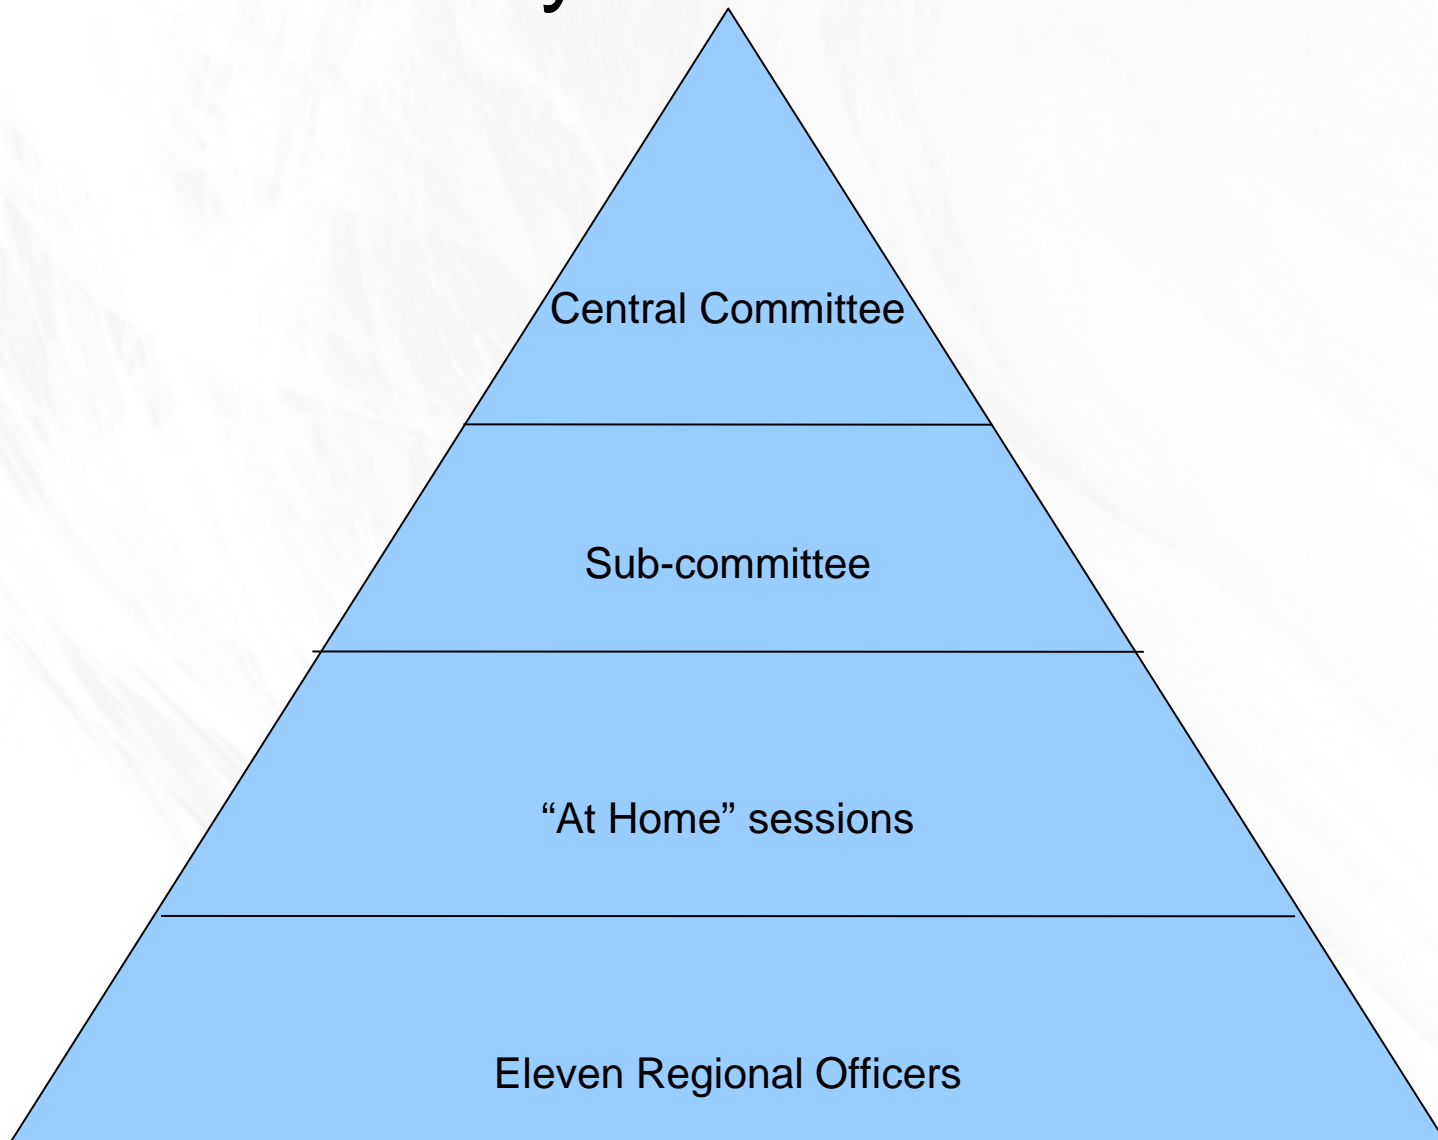 Central Committee
Sub-committee
“At Home” sessions
Eleven Regional Officers